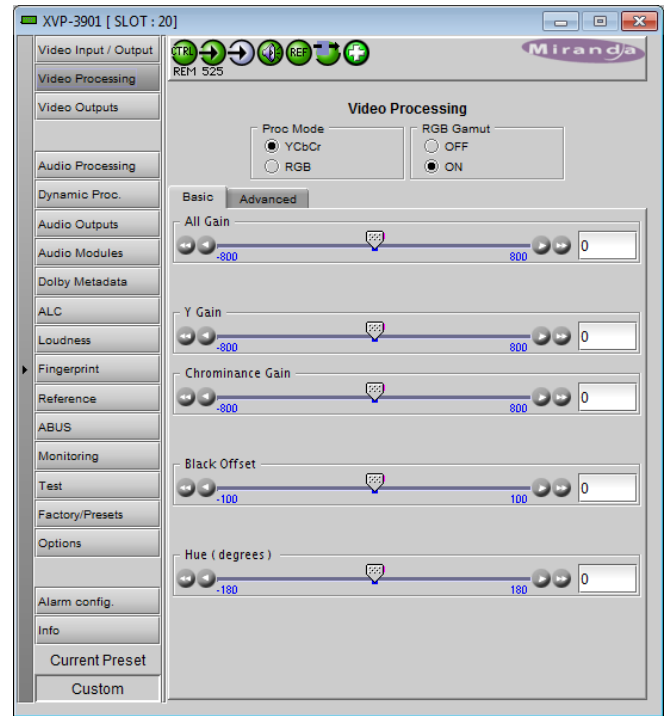 XVP-3901 [ SLOT : 20]
Video Input / Output
Video Processing
Video Outputs
Audio Processing
Dynamic Proc.
Audio Outputs
Audio Modules
Dolby Metadata
ALC
Loudness
Fingerprint
Reference
ABUS
Monitoring
Test
Factory/Presets
Options
Alarm config.
Info
Current Preset
Custom
CTRL
REF
REM 525
Miranda
Video Processing
Proc Mode
YCbCr
RGB
RGB Gamut
OFF
ON
Basic Advanced
All Gain
-800 800 0
Y Gain
-800 800 0
Chrominance Gain
-800 800 0
Black Offset
-100 100 0
Hue ( degrees )
-180 180 0